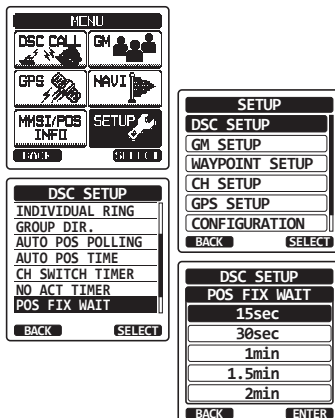 MENU
DSC CALL
GM
GPS
NAVI
MMSI/POS
INFO
SETUP
BACK
SELECT
SETUP
DSC SETUP
GM SETUP
WAYPOINT SETUP
CH SETUP
GPS SETUP
CONFIGURATION
BACK
SELECT
DSC SETUP
INDIVIDUAL RING
GROUP DIR.
AUTO POS POLLING
AUTO POS TIME
CH SWITCH TIMER
NO ACT TIMER
POS FIX WAIT
BACK
SELECT
DSC SETUP
POS FIX WAIT
15sec
30sec
1min
1.5min
2min
BACK
ENTER